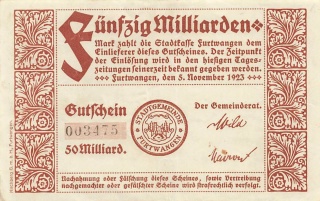 Fünfzig Milliarden
Mark zahlt die Stadtkasse Furtwangen dem
Einlieferer dieses Gutscheines. Der Zeitpunkt
der Einlösung wird in den hiesigen Tages-
zeitungen seinerzeit bekannt gegeben werden.
Furtwangen, den 5. November 1923
Gutschein
003475
50 Milliard.
STADTGEMEINDE
FURTWANGEN
Der Gemeinderat.
Nachahmung oder Fälschung dieses Scheines, sowie Vertreibung
nachgemachter oder gefälschter Scheine wird strafrechtlich verfolgt.